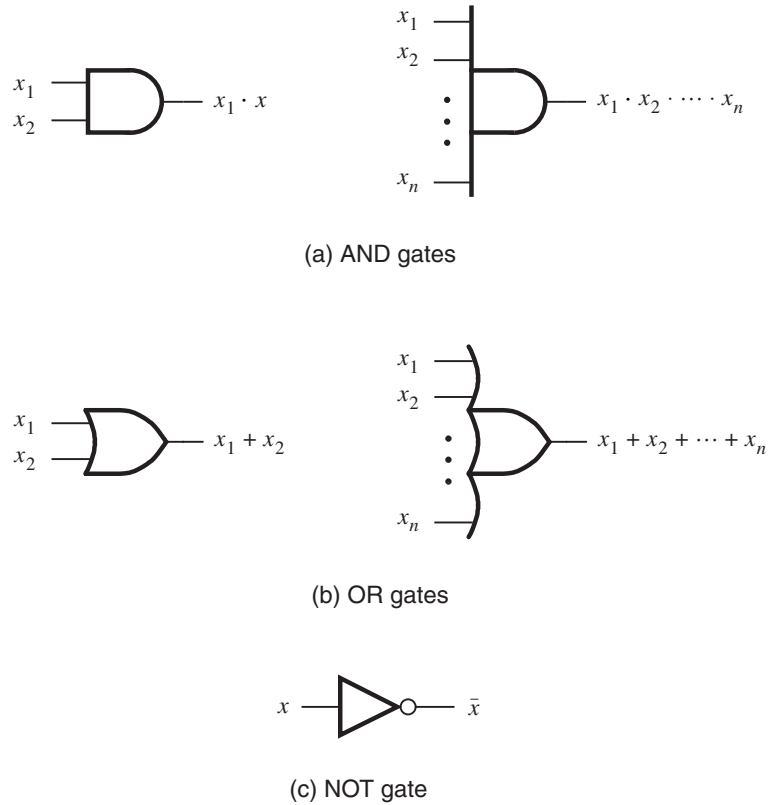 x₁
x₂
x₁ · x
x₁
x₂
xₙ
x₁ · x₂ · ⋯ · xₙ
(a) AND gates
x₁
x₂
x₁ + x₂
x₁
x₂
xₙ
x₁ + x₂ + ⋯ + xₙ
(b) OR gates
x
x̄
(c) NOT gate